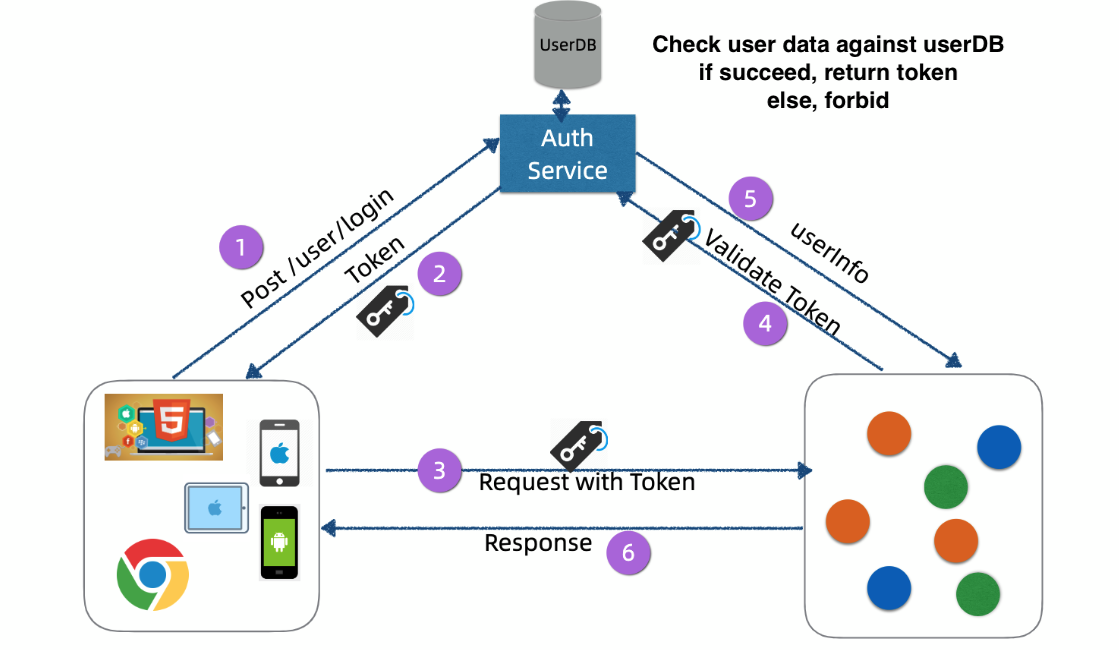 UserDB
Check user data against userDB
if succeed, return token
else, forbid
Auth
Service
1
Post /user/login
Token
2
5
userInfo
Validate Token
4
5
3
Request with Token
Response
6